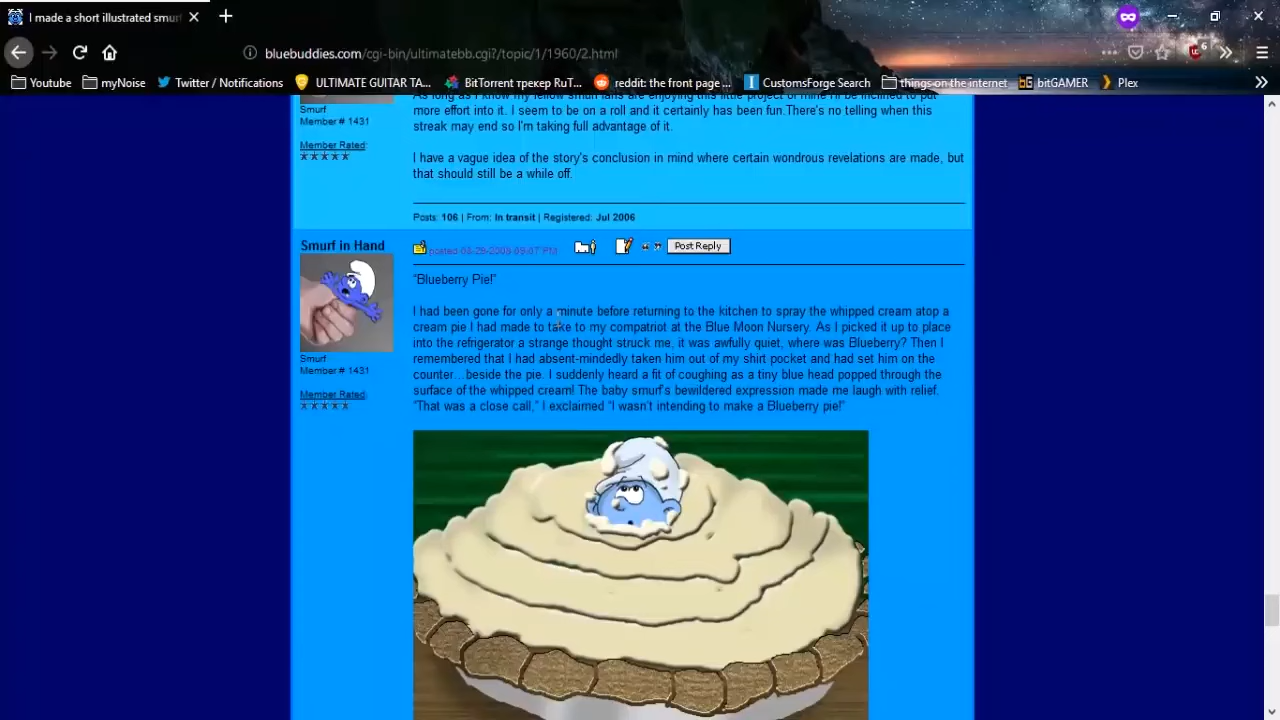 I made a short illustrated smurf
bluebuddies.com/cgi-bin/ultimatebb.cgi?/topic/1/1960/2.html
6
Youtube
myNoise
Twitter / Notifications
ULTIMATE GUITAR TA...
BitTorrent трекер RuT...
reddit: the front page ...
CustomsForge Search
things on the internet
bitGAMER
Plex
more effort into it. I seem to be on a roll and it certainly has been fun.There's no telling when this
streak may end so I'm taking full advantage of it.
I have a vague idea of the story's conclusion in mind where certain wondrous revelations are made, but
that should still be a while off.
Smurf
Member # 1431
Member Rated:
Posts: 106 | From: In transit | Registered: Jul 2006
Smurf in Hand
Post Reply
"Blueberry Pie!"
I had been gone for only a minute before returning to the kitchen to spray the whipped cream atop a
cream pie I had made to take to my compatriot at the Blue Moon Nursery. As I picked it up to place
into the refrigerator a strange thought struck me, it was awfully quiet, where was Blueberry? Then I
remembered that I had absent-mindedly taken him out of my shirt pocket and had set him on the
counter...beside the pie. I suddenly heard a fit of coughing as a tiny blue head popped through the
surface of the whipped cream! The baby smurf's bewildered expression made me laugh with relief.
"That was a close call," I exclaimed "I wasn't intending to make a Blueberry pie!"
Smurf
Member # 1431
Member Rated: